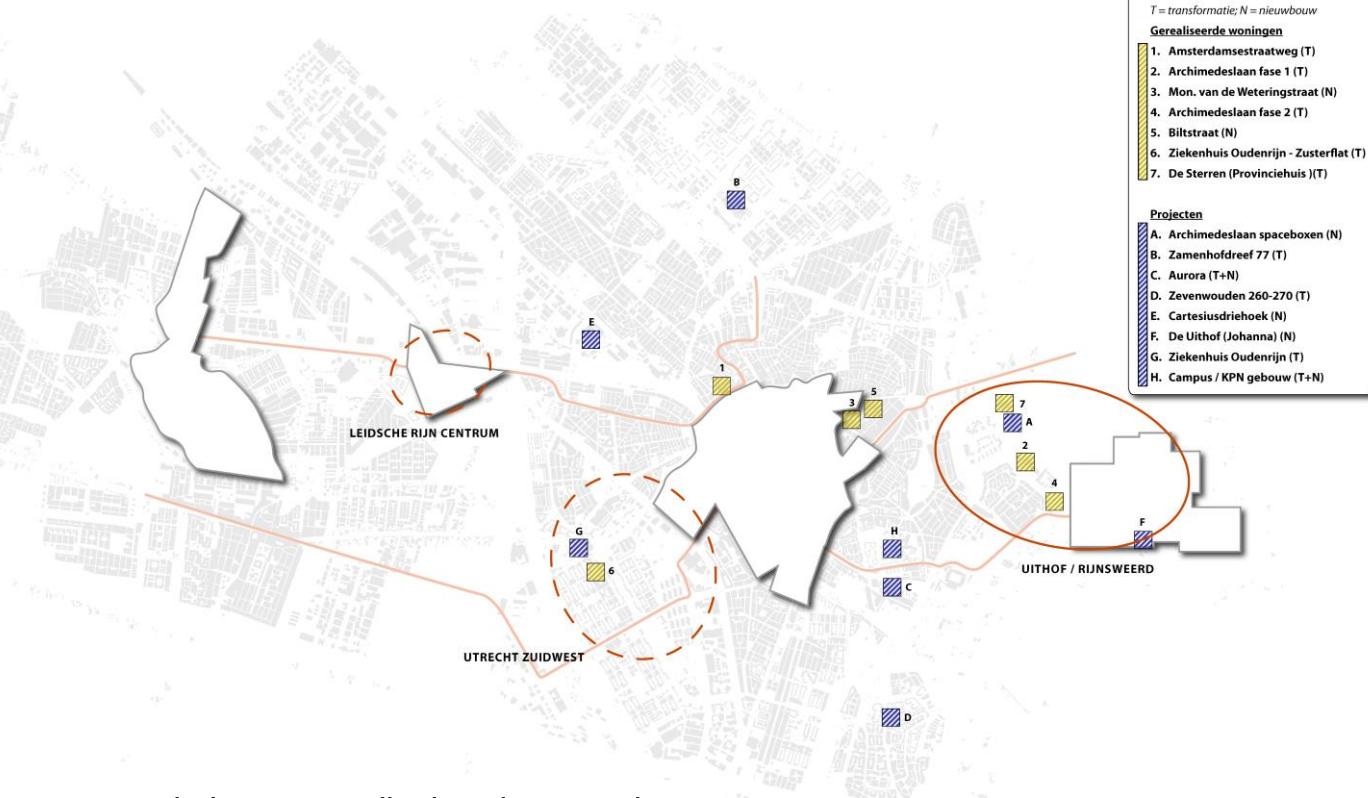 T = transformatie; N = nieuwbouw
Gerealiseerde woningen
1. Amsterdamsestraatweg (T)
2. Archimedeslaan fase 1 (T)
3. Mon. van de Weteringstraat (N)
4. Archimedeslaan fase 2 (T)
5. Biltstraat (N)
6. Ziekenhuis Oudenrijn - Zusterflat (T)
7. De Sterren (Provinciehuis )(T)
Projecten
A. Archimedeslaan spaceboxen (N)
B. Zamenhofdreef 77 (T)
C. Aurora (T+N)
D. Zevenwouden 260-270 (T)
E. Cartesiusdriehoek (N)
F. De Uithof (Johanna) (N)
G. Ziekenhuis Oudenrijn (T)
H. Campus / KPN gebouw (T+N)
B
E
1
5
3
7
A
2
4
F
LEIDSCHE RIJN CENTRUM
G
6
H
C
UITHOF / RIJNSWEERD
UTRECHT ZUIDWEST
D